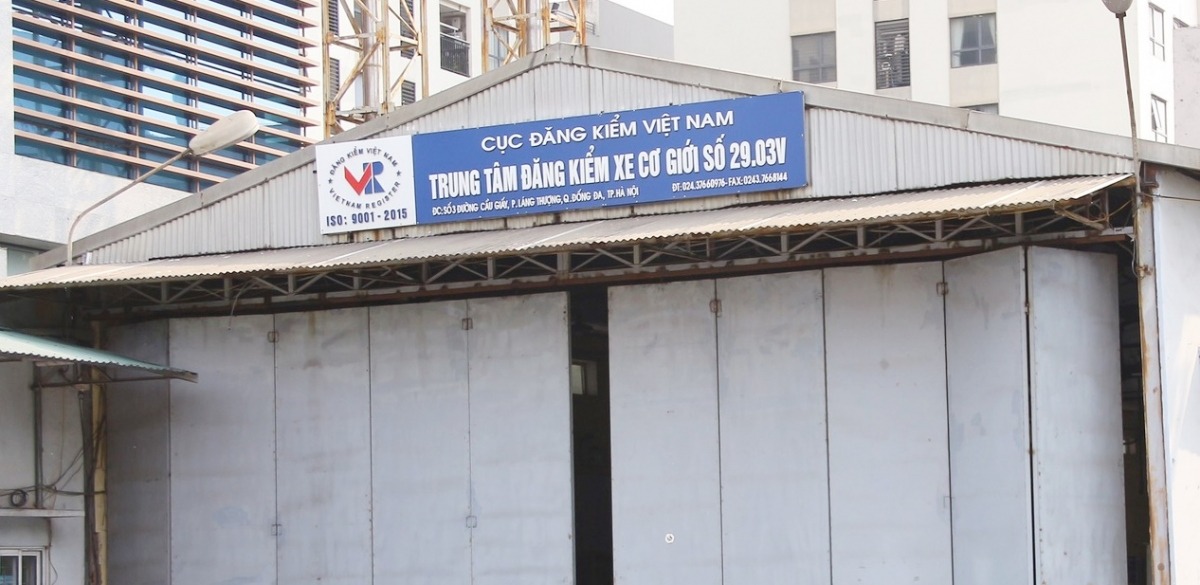 ĐĂNG KIỂM VIỆT NAM
VR
VIETNAM REGISTER
ISO: 9001 - 2015
CỤC ĐĂNG KIỂM VIỆT NAM
TRUNG TÂM ĐĂNG KIỂM XE CƠ GIỚI SỐ 29.03V
ĐC: SỐ 3 ĐƯỜNG CẦU GIẤY, P. LÁNG THƯỢNG, Q. ĐỐNG ĐA, TP. HÀ NỘI
ĐT: 024.37660976 - FAX: 0243.7668144